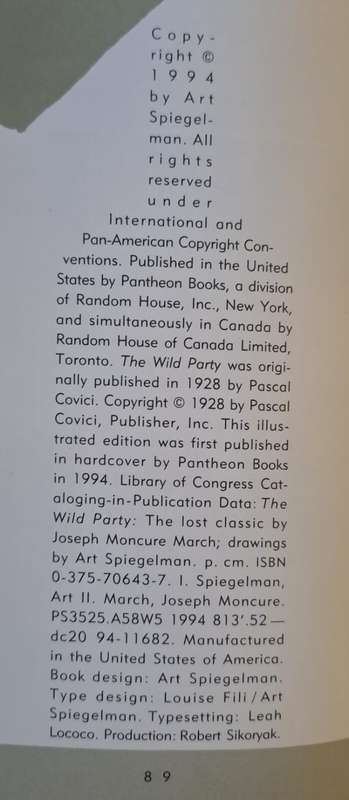 Copy-
right ©
1994
by Art
Spiegel-
man. All
rights
reserved
under
International and
Pan-American Copyright Con-
ventions. Published in the United
States by Pantheon Books, a division
of Random House, Inc., New York,
and simultaneously in Canada by
Random House of Canada Limited,
Toronto. The Wild Party was origi-
nally published in 1928 by Pascal
Covici. Copyright © 1928 by Pascal
Covici, Publisher, Inc. This illus-
trated edition was first published
in hardcover by Pantheon Books
in 1994. Library of Congress Cat-
aloging-in-Publication Data: The
Wild Party: The lost classic by
Joseph Moncure March; drawings
by Art Spiegelman. p. cm. ISBN
0-375-70643-7. I. Spiegelman,
Art II. March, Joseph Moncure.
PS3525.A58W5 1994 813'.52—
dc20 94-11682. Manufactured
in the United States of America.
Book design: Art Spiegelman.
Type design: Louise Fili/Art
Spiegelman. Typesetting: Leah
Lococo. Production: Robert Sikoryak.
8 9